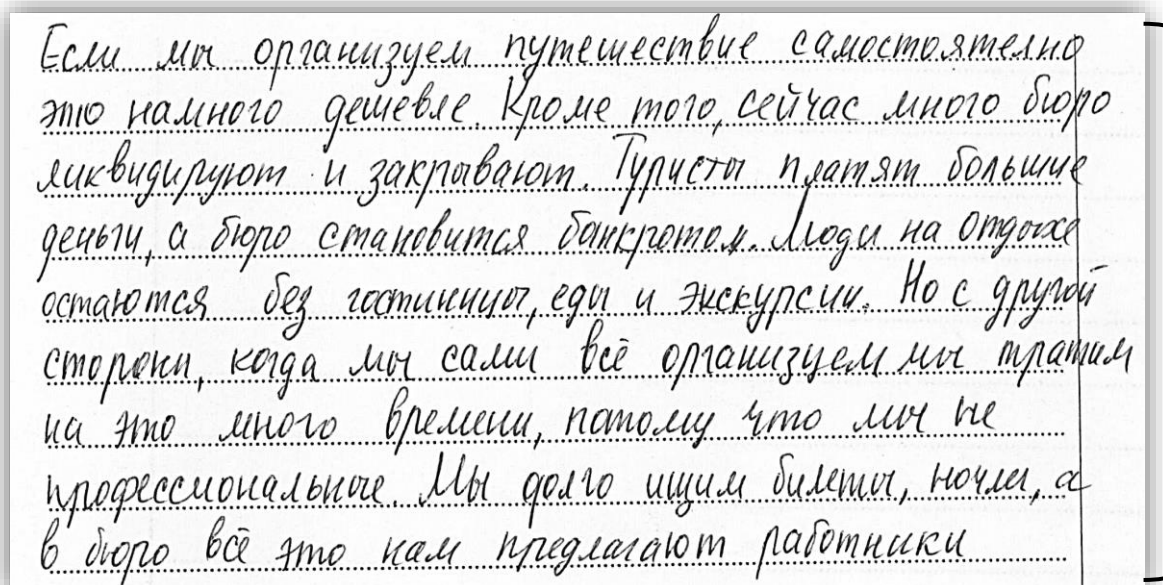 Если мы организуем путешествие самостоятелно
это намного дешевле. Кроме того, сейчас много бюро
ликвидируют и закрывают. Туристы платят большие
деньги, а бюро становится банкротом. Люди на отдыхе
остаются без гостиницы, еды и экскурсии. Но с другой
стороны, когда мы сами всё организуем мы тратим
на это много времени, патому что мы не
профессиональные. Мы долго ищим билеты, ночлег, а
в бюро всё это нам предлагают работники